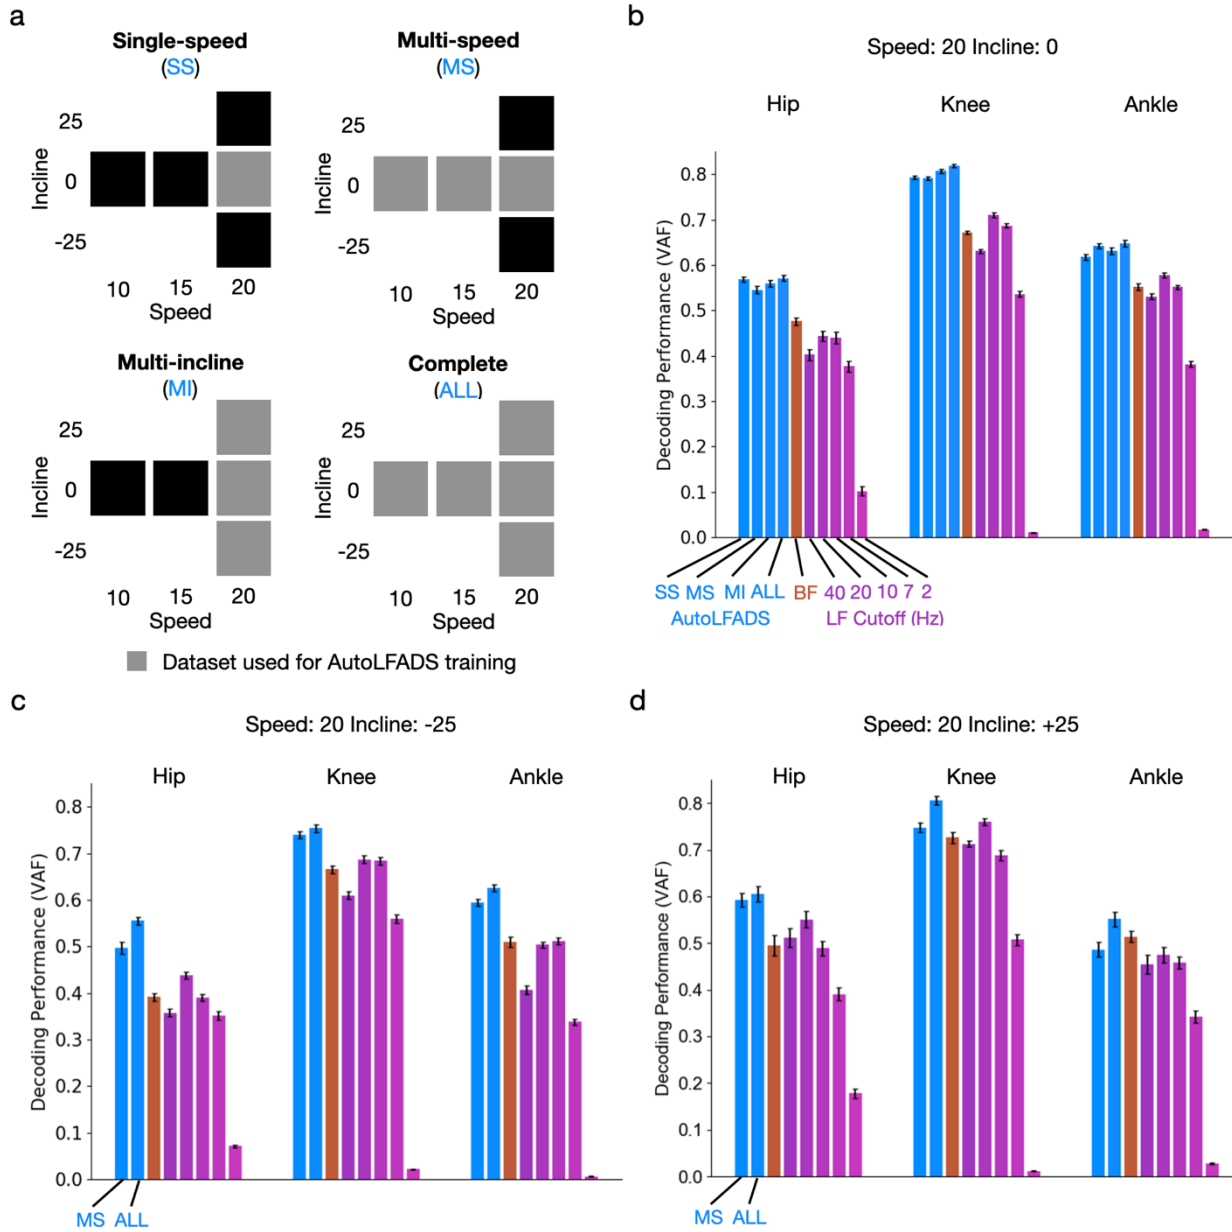 a
Single-speed
(SS)
25
0
-25
Incline
10 15 20
Speed
Multi-speed
(MS)
25
0
-25
Incline
10 15 20
Speed
Multi-incline
(MI)
25
0
-25
Incline
10 15 20
Speed
Complete
(ALL)
25
0
-25
Incline
10 15 20
Speed
Dataset used for AutoLFADS training
b
Speed: 20 Incline: 0
Hip Knee Ankle
Decoding Performance (VAF)
0.8
0.7
0.6
0.5
0.4
0.3
0.2
0.1
0.0
SS MS MI ALL BF 40 20 10 7 2
AutoLFADS LF Cutoff (Hz)
c
Speed: 20 Incline: -25
Hip Knee Ankle
Decoding Performance (VAF)
0.8
0.7
0.6
0.5
0.4
0.3
0.2
0.1
0.0
MS ALL
d
Speed: 20 Incline: +25
Hip Knee Ankle
Decoding Performance (VAF)
0.8
0.7
0.6
0.5
0.4
0.3
0.2
0.1
0.0
MS ALL